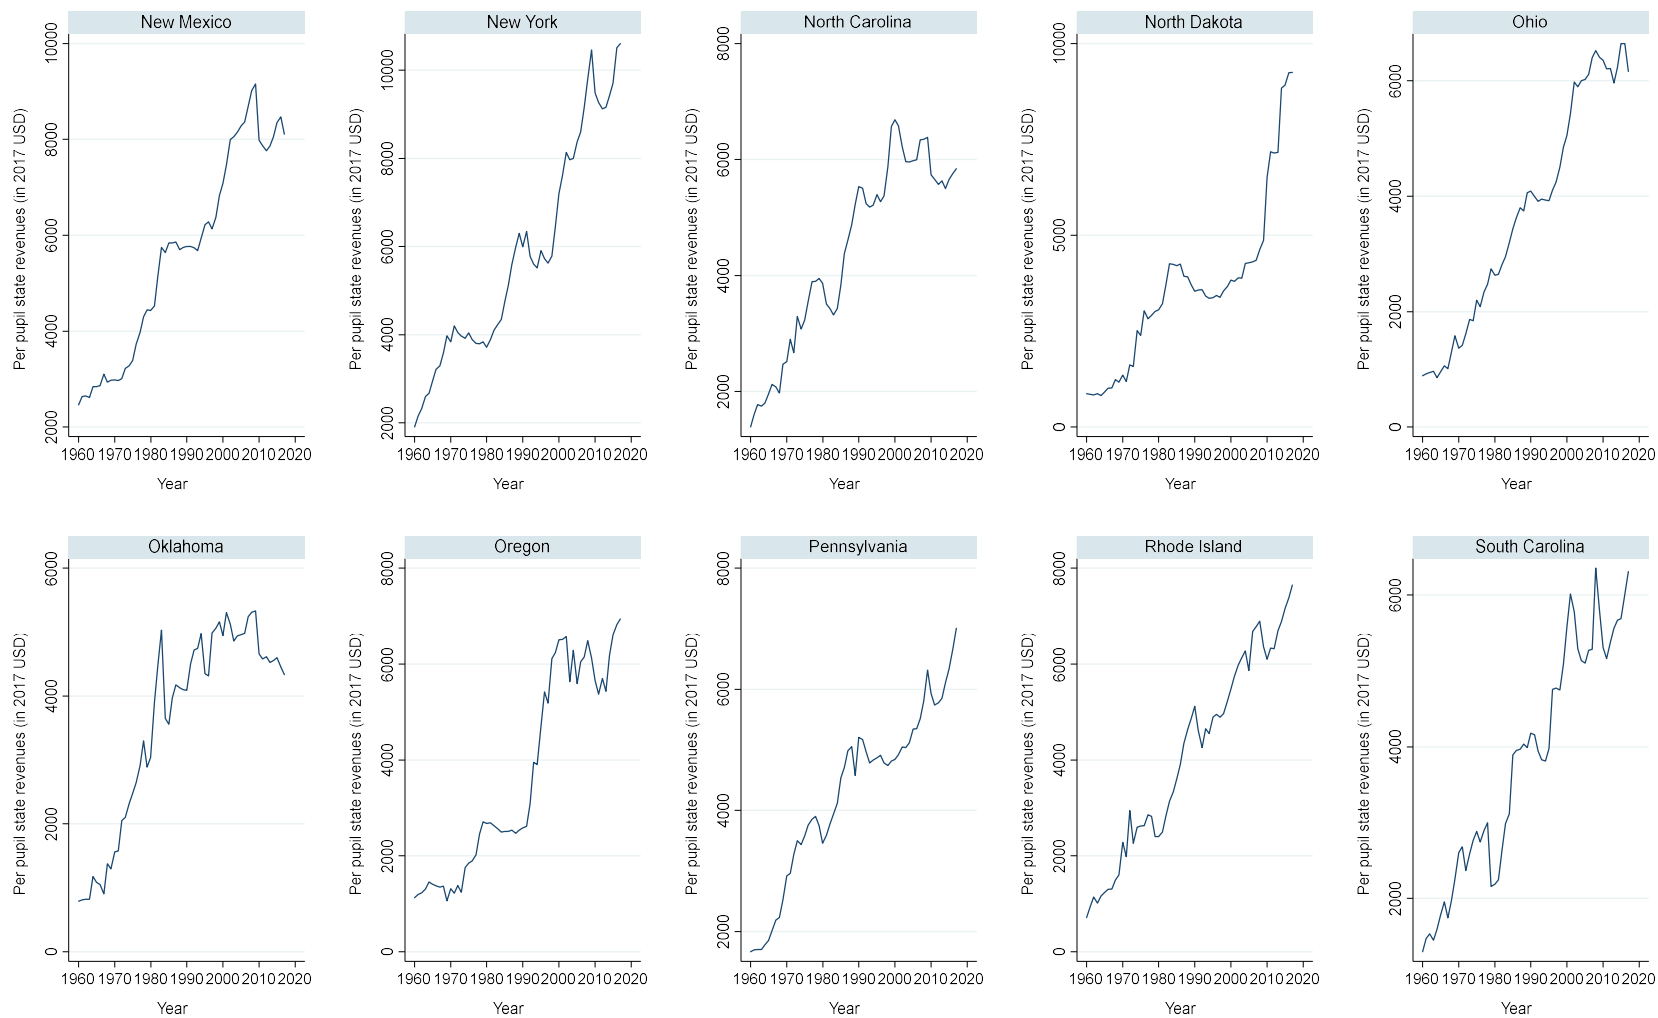 New Mexico
Per pupil state revenues (in 2017 USD)
10000
8000
6000
4000
2000
1960 1970 1980 1990 2000 2010 2020
Year
New York
Per pupil state revenues (in 2017 USD)
10000
8000
6000
4000
2000
1960 1970 1980 1990 2000 2010 2020
Year
North Carolina
Per pupil state revenues (in 2017 USD)
8000
6000
4000
2000
1960 1970 1980 1990 2000 2010 2020
Year
North Dakota
Per pupil state revenues (in 2017 USD)
10000
5000
0
1960 1970 1980 1990 2000 2010 2020
Year
Ohio
Per pupil state revenues (in 2017 USD)
6000
4000
2000
0
1960 1970 1980 1990 2000 2010 2020
Year
Oklahoma
Per pupil state revenues (in 2017 USD)
6000
4000
2000
0
1960 1970 1980 1990 2000 2010 2020
Year
Oregon
Per pupil state revenues (in 2017 USD)
8000
6000
4000
2000
0
1960 1970 1980 1990 2000 2010 2020
Year
Pennsylvania
Per pupil state revenues (in 2017 USD)
8000
6000
4000
2000
1960 1970 1980 1990 2000 2010 2020
Year
Rhode Island
Per pupil state revenues (in 2017 USD)
8000
6000
4000
2000
0
1960 1970 1980 1990 2000 2010 2020
Year
South Carolina
Per pupil state revenues (in 2017 USD)
6000
4000
2000
1960 1970 1980 1990 2000 2010 2020
Year